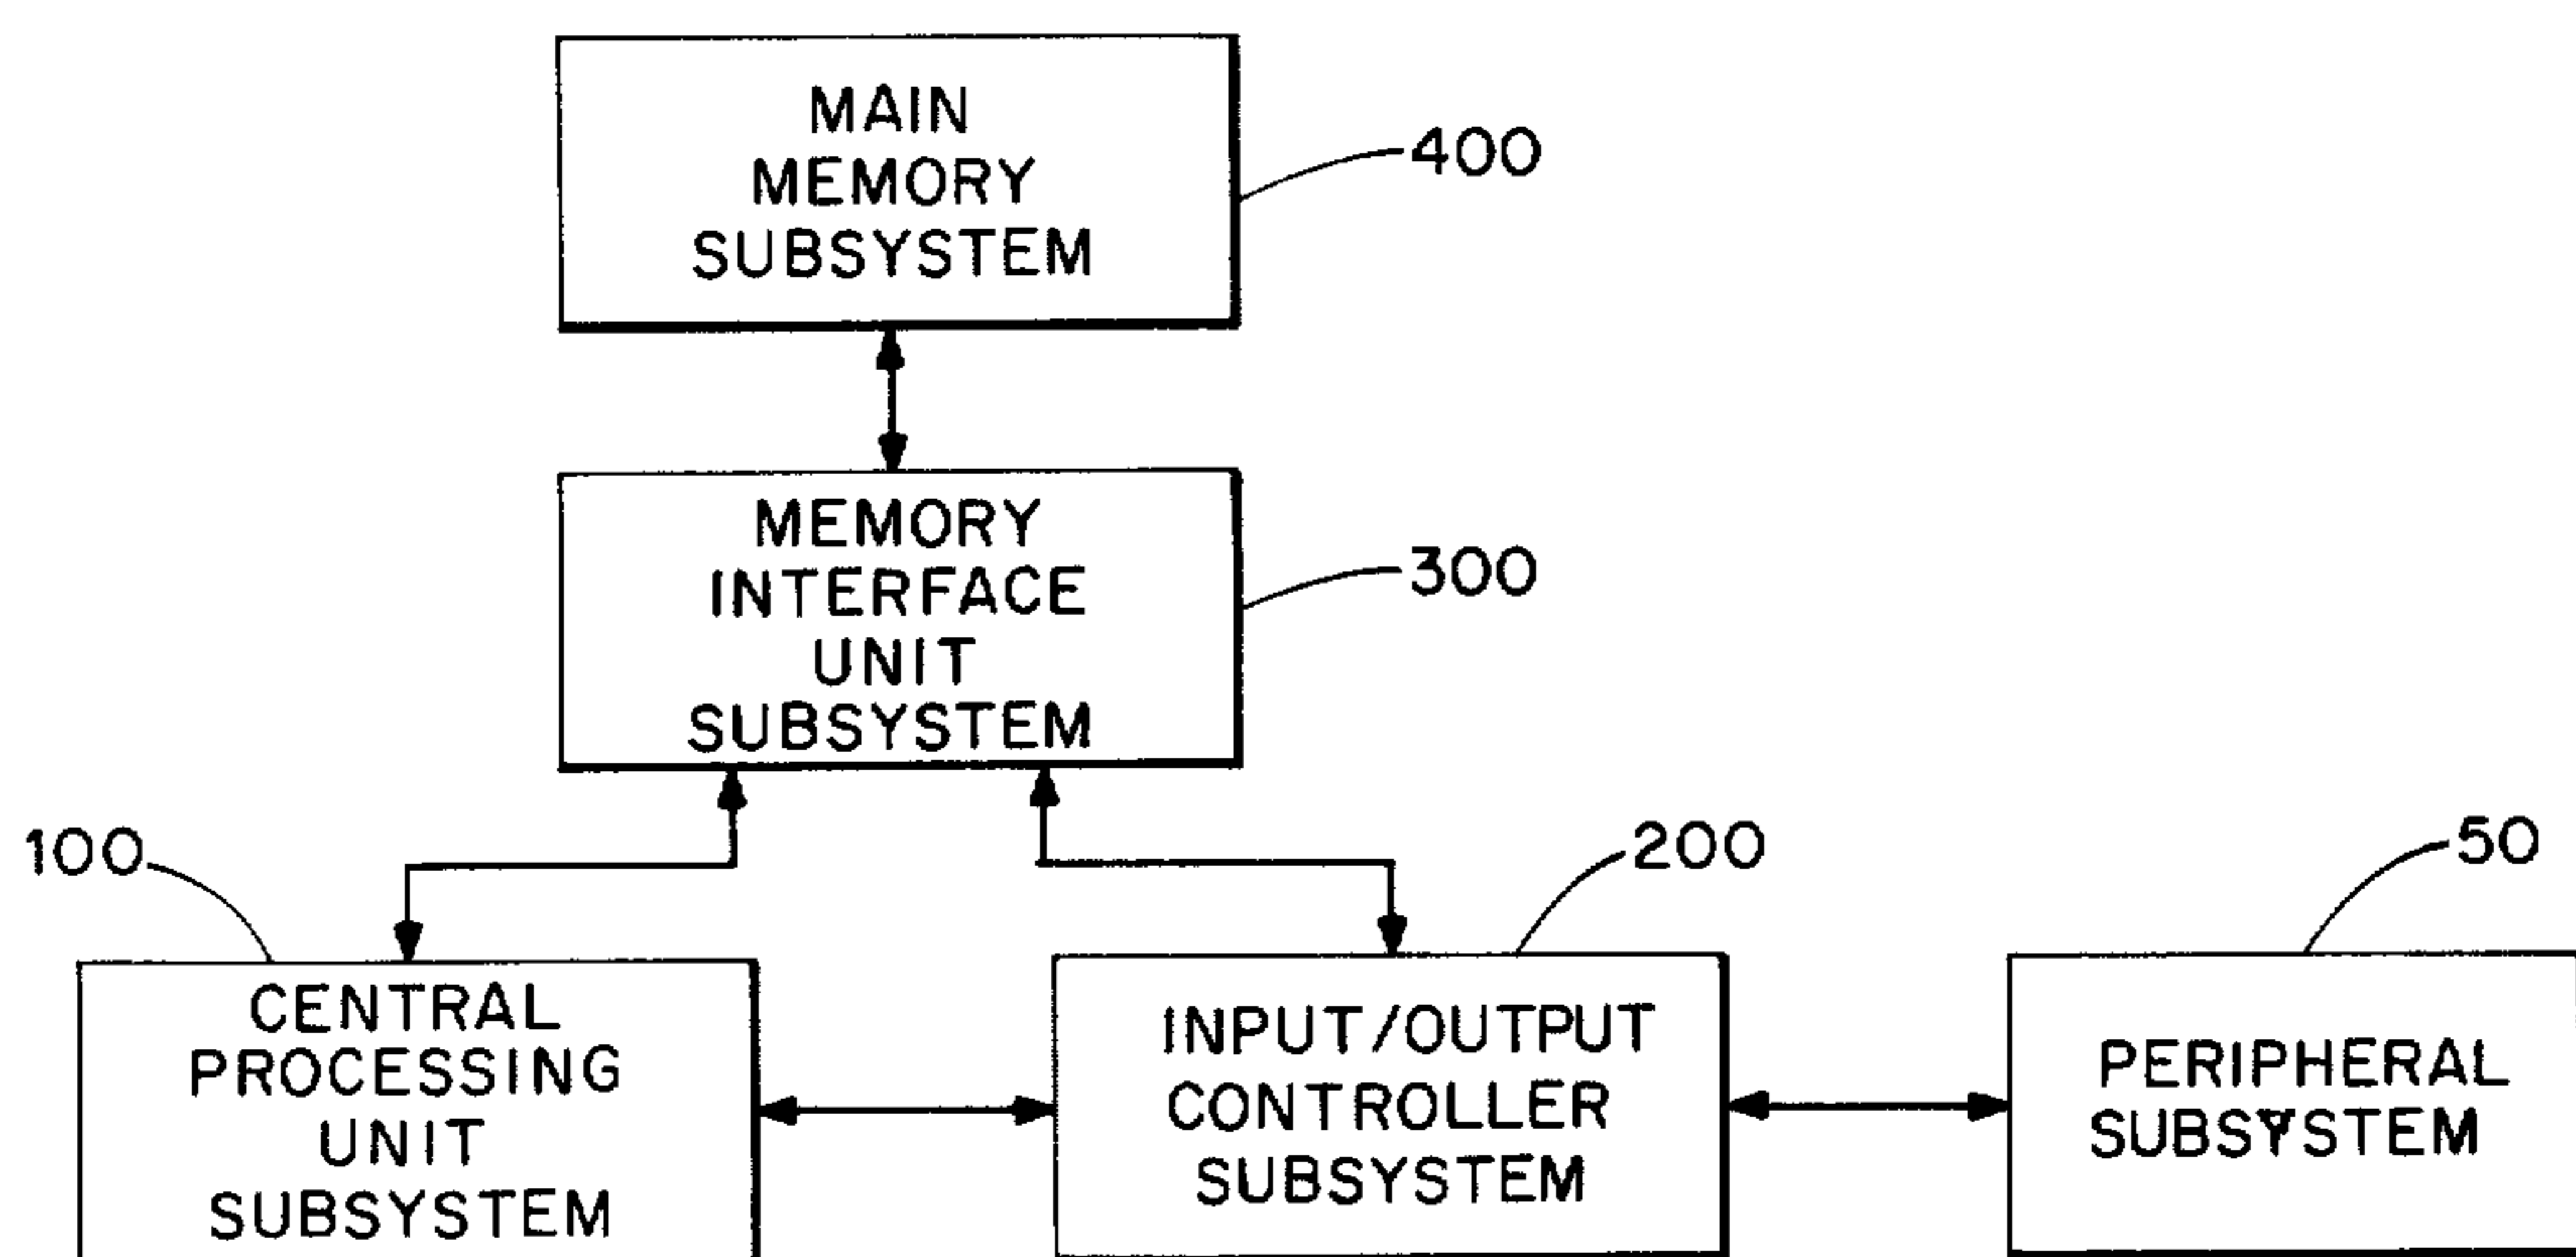 MAIN
MEMORY
SUBSYSTEM
400
MEMORY
INTERFACE
UNIT
SUBSYSTEM
300
100
CENTRAL
PROCESSING
UNIT
SUBSYSTEM
200
INPUT/OUTPUT
CONTROLLER
SUBSYSTEM
50
PERIPHERAL
SUBSYSTEM